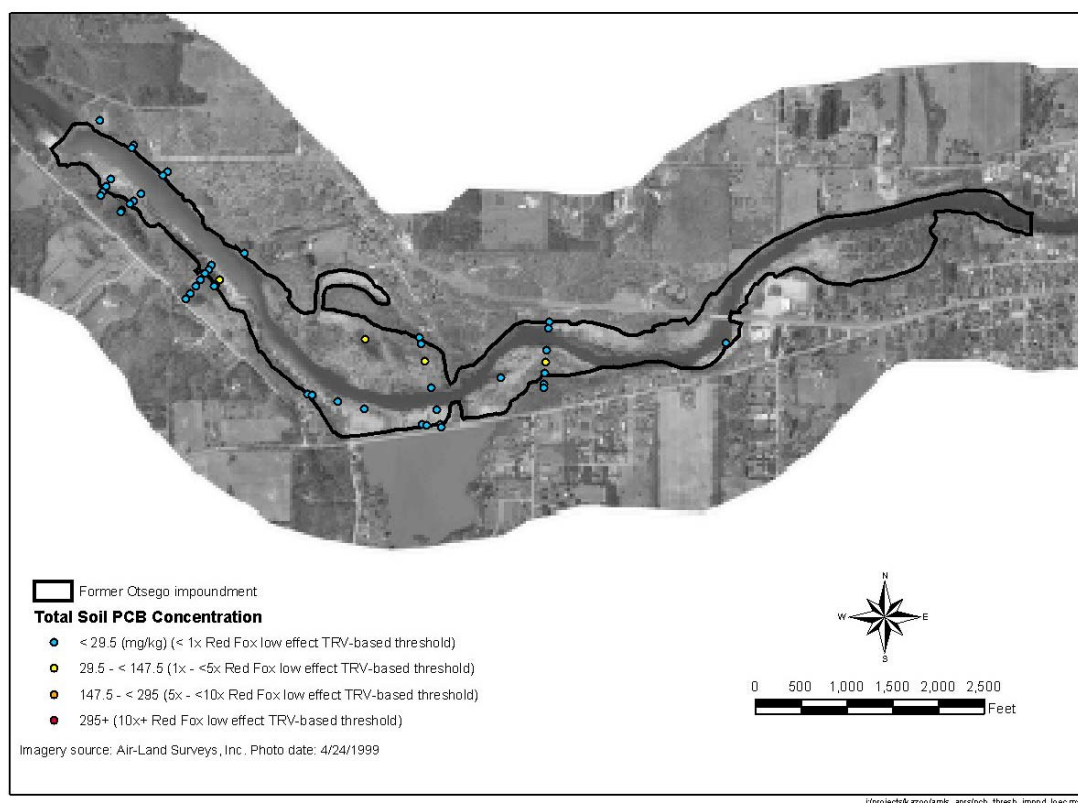 Former Otsego impoundment
Total Soil PCB Concentration
< 29.5 (mg/kg) (< 1x Red Fox low effect TRV-based threshold)
29.5 - < 147.5 (1x - <5x Red Fox low effect TRV-based threshold)
147.5 - < 295 (5x - <10x Red Fox low effect TRV-based threshold)
295+ (10x+ Red Fox low effect TRV-based threshold)
Imagery source: Air-Land Surveys, Inc. Photo date: 4/24/1999
N
W E
S
0 500 1,000 1,500 2,000 2,500
Feet